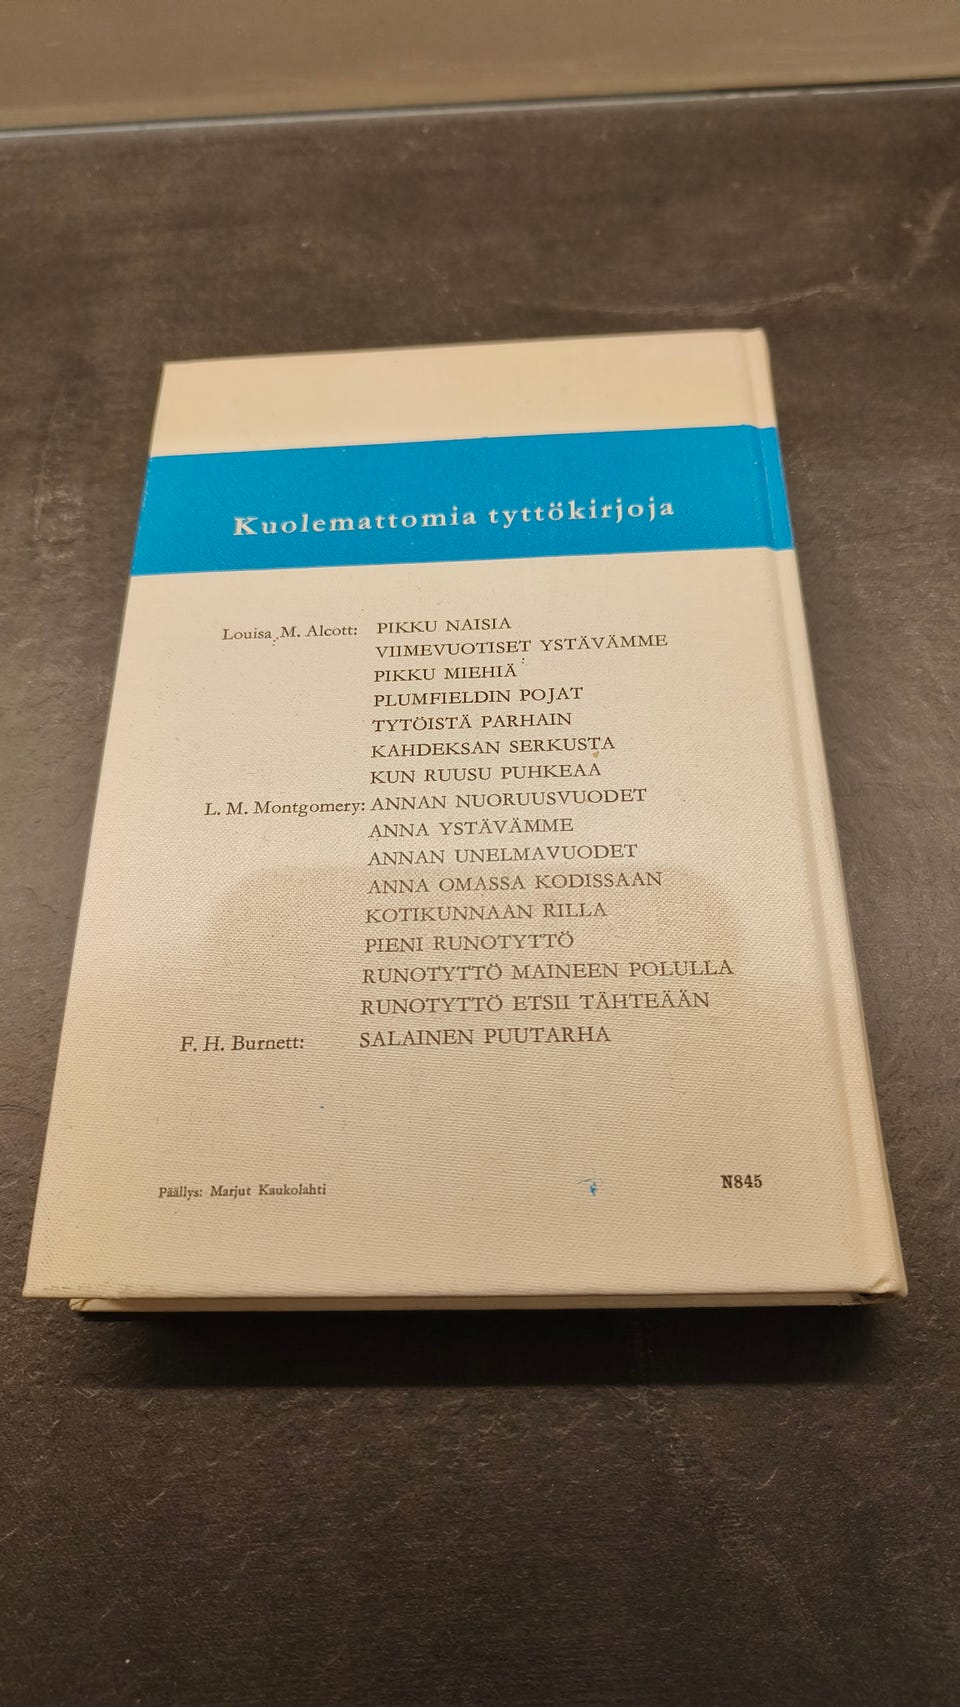 Kuolemattomia tyttökirjoja
Louisa M. Alcott: PIKKU NAISIA
VIIMEVUOTISET YSTÄVÄMME
PIKKU MIEHIÄ
PLUMFIELDIN POJAT
TYTÖISTÄ PARHAIN
KAHDEKSAN SERKUSTA
KUN RUUSU PUHKEAA
L. M. Montgomery: ANNAN NUORUUSVUODET
ANNA YSTÄVÄMME
ANNAN UNELMAVUODET
ANNA OMASSA KODISSAAN
KOTIKUNNAAN RILLA
PIENI RUNOTYTTÖ
RUNOTYTTÖ MAINEEN POLULLA
RUNOTYTTÖ ETSII TÄHTEÄÄN
F. H. Burnett: SALAINEN PUUTARHA
Päällys: Marjut Kaukolahti N845